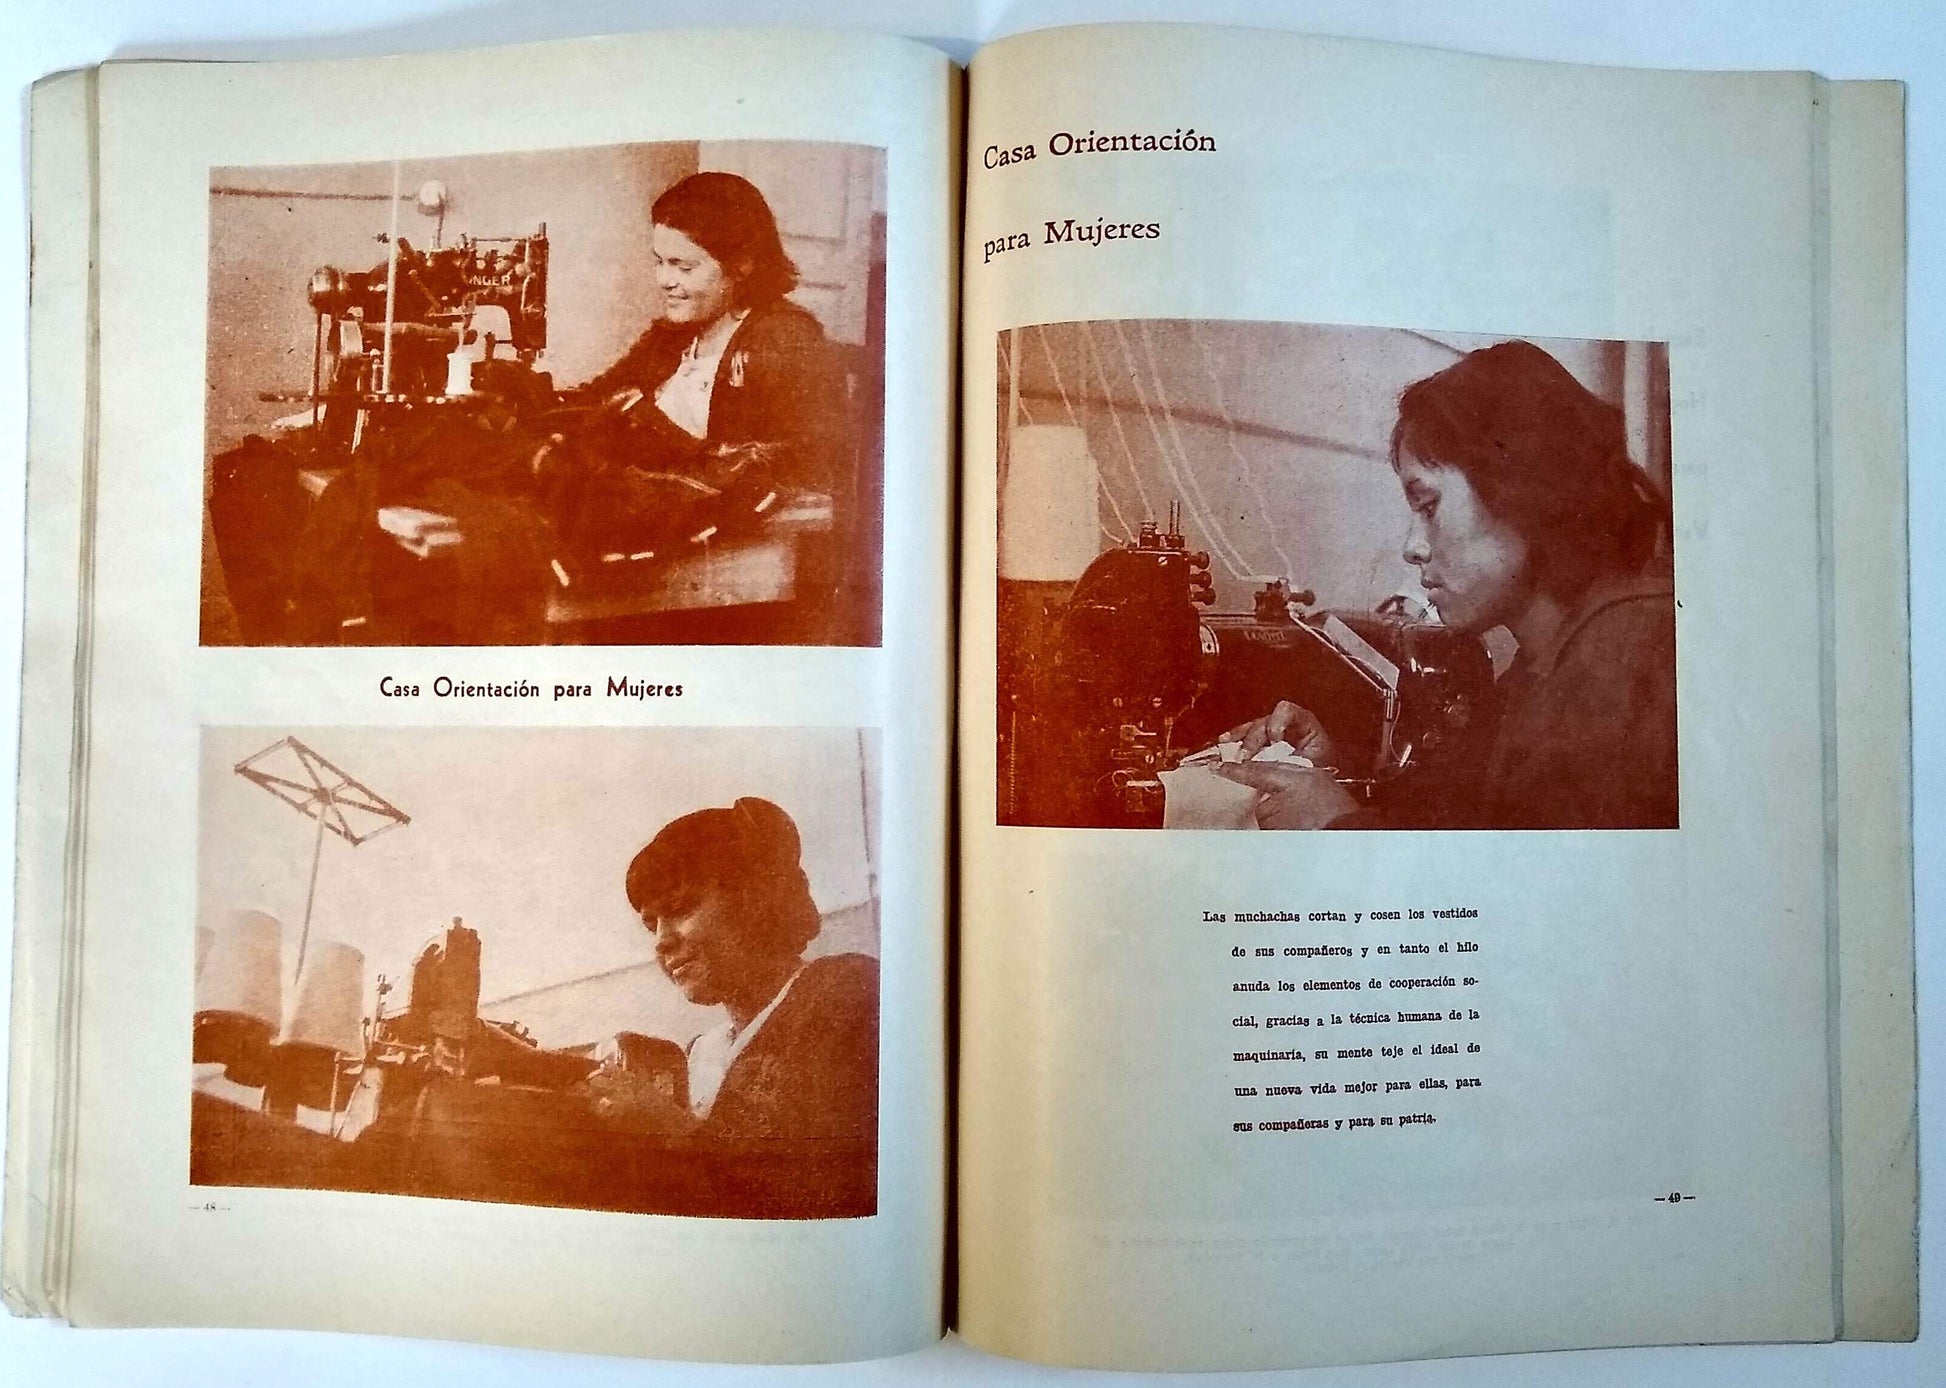 INGER
Casa Orientación para Mujeres
— 48 —
Casa Orientación
para Mujeres
Las muchachas cortan y cosen los vestidos
de sus compañeros y en tanto el hilo
anuda los elementos de cooperación so-
cial, gracias a la técnica humana de la
maquinaria, su mente teje el ideal de
una nueva vida mejor para ellas, para
sus compañeras y para su patria.
— 49 —